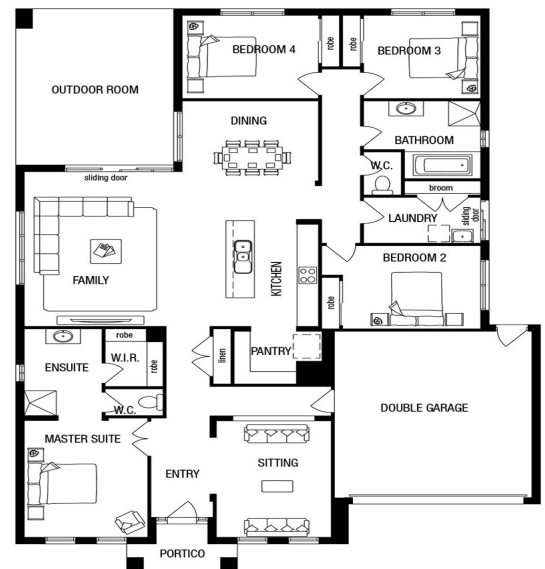 BEDROOM 4
robe
robe
BEDROOM 3
OUTDOOR ROOM
DINING
BATHROOM
W.C.
sliding door
broom
LAUNDRY
sliding
door
FAMILY
KITCHEN
BEDROOM 2
robe
robe
ENSUITE
W.I.R.
robe
linen
PANTRY
W.C.
DOUBLE GARAGE
MASTER SUITE
SITTING
ENTRY
PORTICO